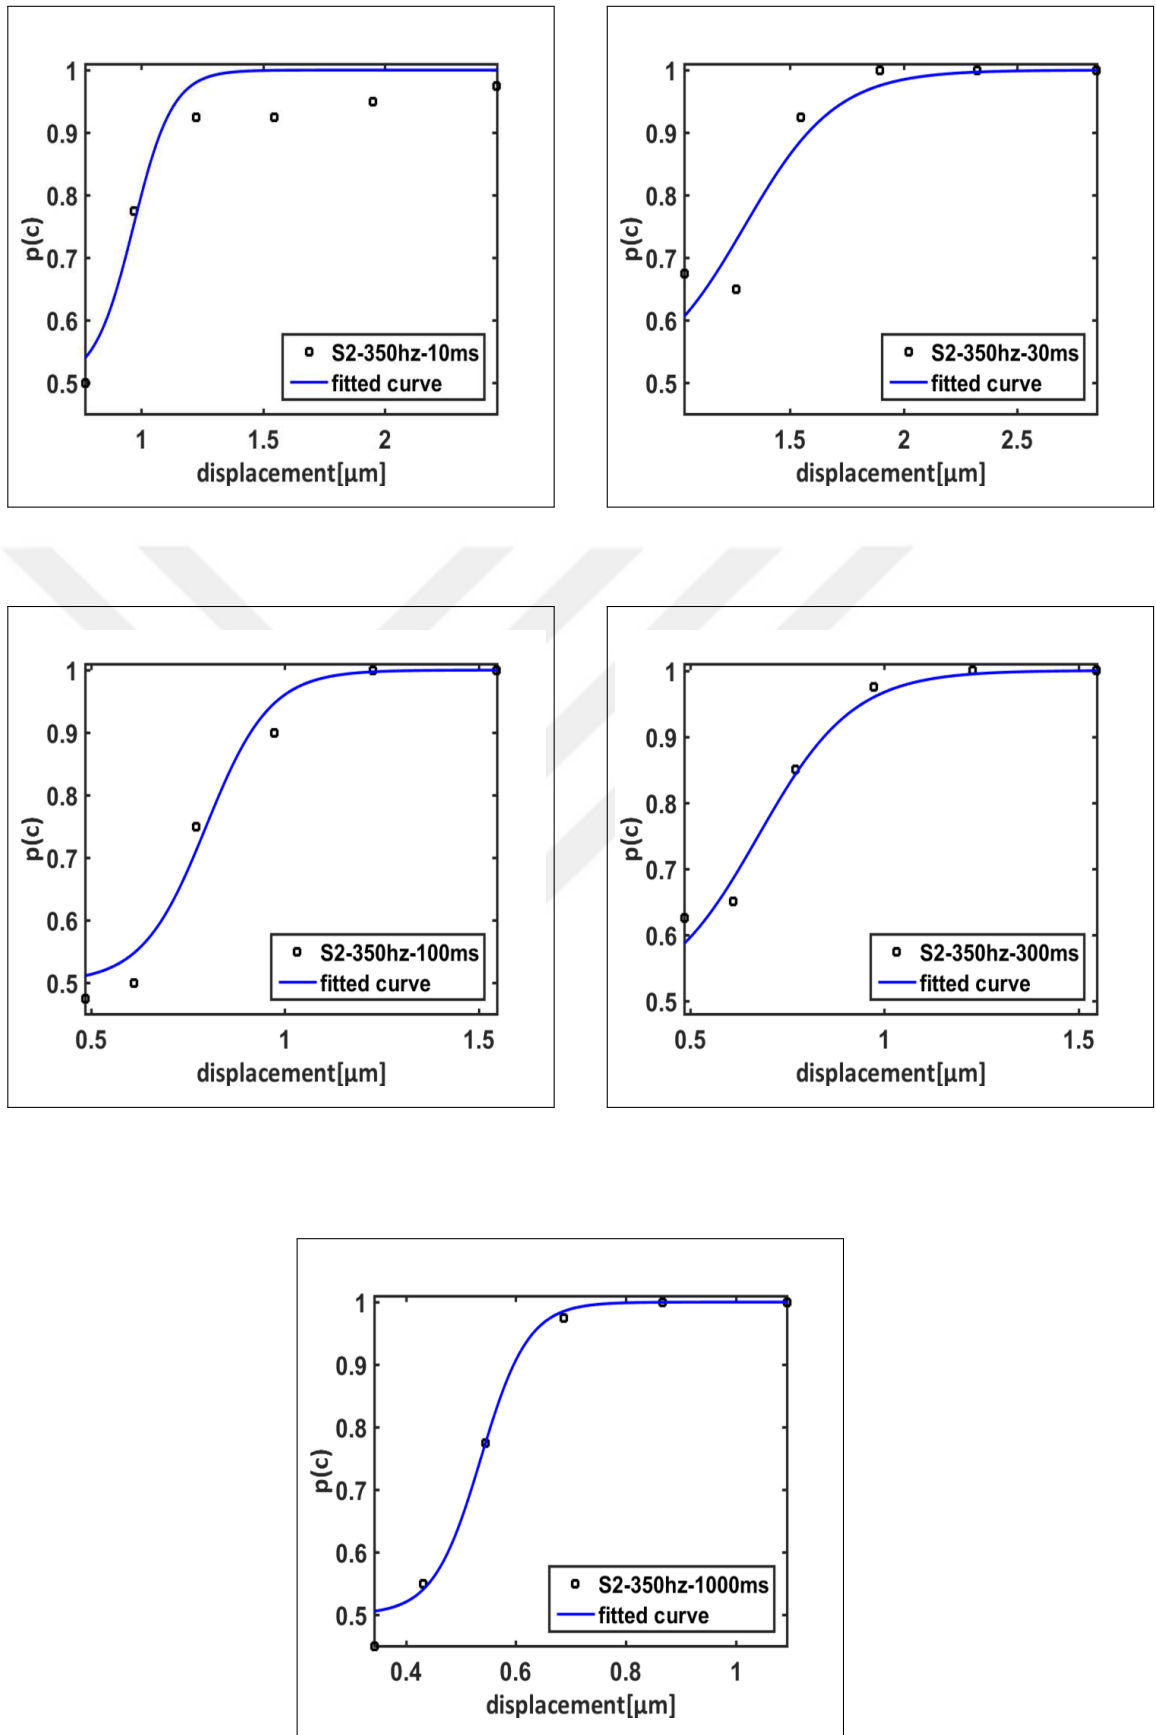 1
0.9
0.8
0.7
0.6
0.5
p(c)
S2-350hz-10ms
fitted curve
1 1.5 2
displacement[µm]
1
0.9
0.8
0.7
0.6
0.5
p(c)
S2-350hz-30ms
fitted curve
1.5 2 2.5
displacement[µm]
1
0.9
0.8
0.7
0.6
0.5
p(c)
S2-350hz-100ms
fitted curve
0.5 1 1.5
displacement[µm]
1
0.9
0.8
0.7
0.6
0.5
p(c)
S2-350hz-300ms
fitted curve
0.5 1 1.5
displacement[µm]
1
0.9
0.8
0.7
0.6
0.5
p(c)
S2-350hz-1000ms
fitted curve
0.4 0.6 0.8 1
displacement[µm]